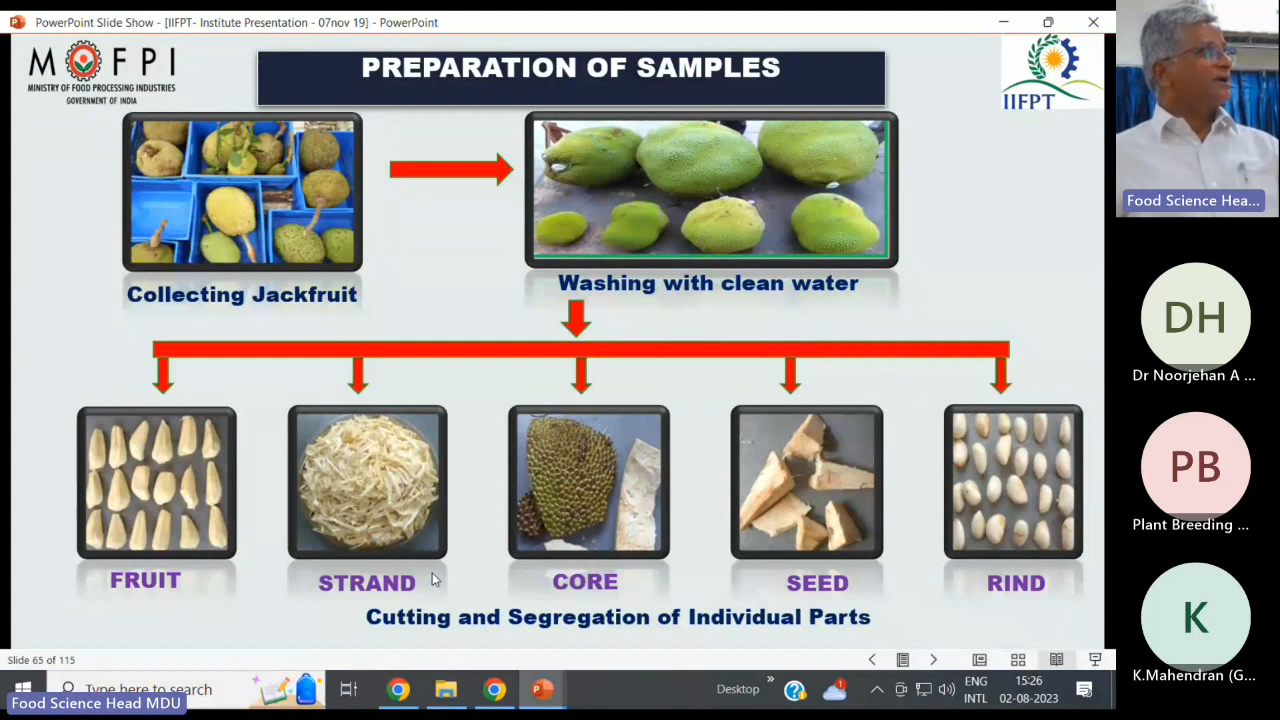 PowerPoint Slide Show - [IIFPT- Institute Presentation - 07nov 19] - PowerPoint
MOFPI
MINISTRY OF FOOD PROCESSING INDUSTRIES
GOVERNMENT OF INDIA
PREPARATION OF SAMPLES
IIFPT
Collecting Jackfruit
Washing with clean water
FRUIT
STRAND
CORE
SEED
RIND
Cutting and Segregation of Individual Parts
Slide 65 of 115
Type here to search
Desktop
»
1
ENG
INTL
15:26
02-08-2023
Food Science Head MDU
Food Science Hea...
DH
Dr Noorjehan A ...
PB
Plant Breeding ...
K
K.Mahendran (G...